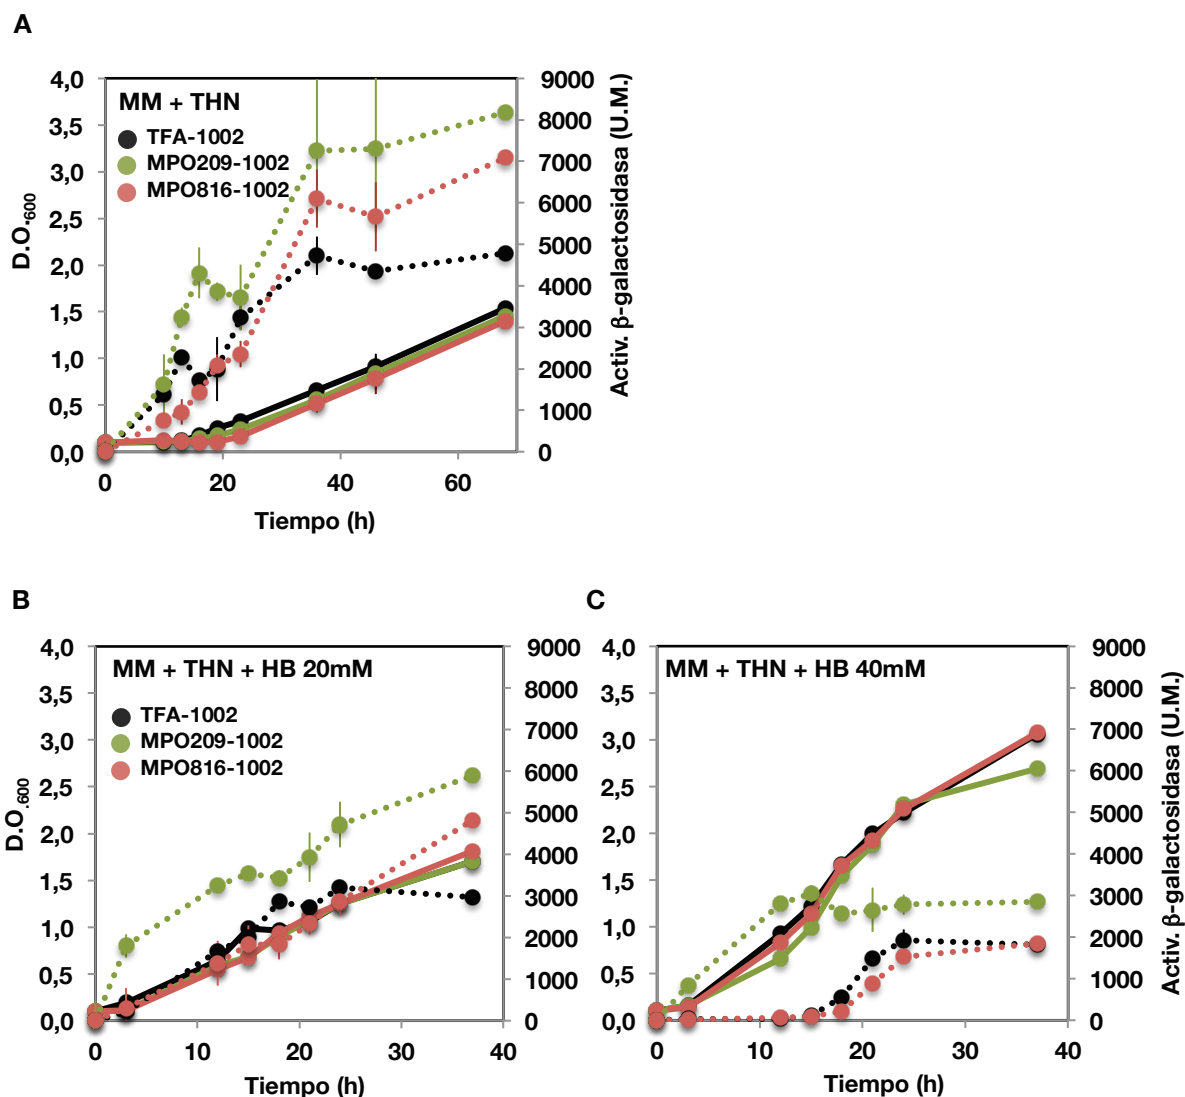 A
MM + THN
TFA-1002
MPO209-1002
MPO816-1002
D.O.600
4,0
3,5
3,0
2,5
2,0
1,5
1,0
0,5
0,0
0 20 40 60
Tiempo (h)
9000
8000
7000
6000
5000
4000
3000
2000
1000
0
Activ. β-galactosidasa (U.M.)
B
MM + THN + HB 20mM
TFA-1002
MPO209-1002
MPO816-1002
D.O.600
4,0
3,5
3,0
2,5
2,0
1,5
1,0
0,5
0,0
0 10 20 30 40
Tiempo (h)
9000
8000
7000
6000
5000
4000
3000
2000
1000
0
C
MM + THN + HB 40mM
4,0
3,5
3,0
2,5
2,0
1,5
1,0
0,5
0,0
0 10 20 30 40
Tiempo (h)
9000
8000
7000
6000
5000
4000
3000
2000
1000
0
Activ. β-galactosidasa (U.M.)